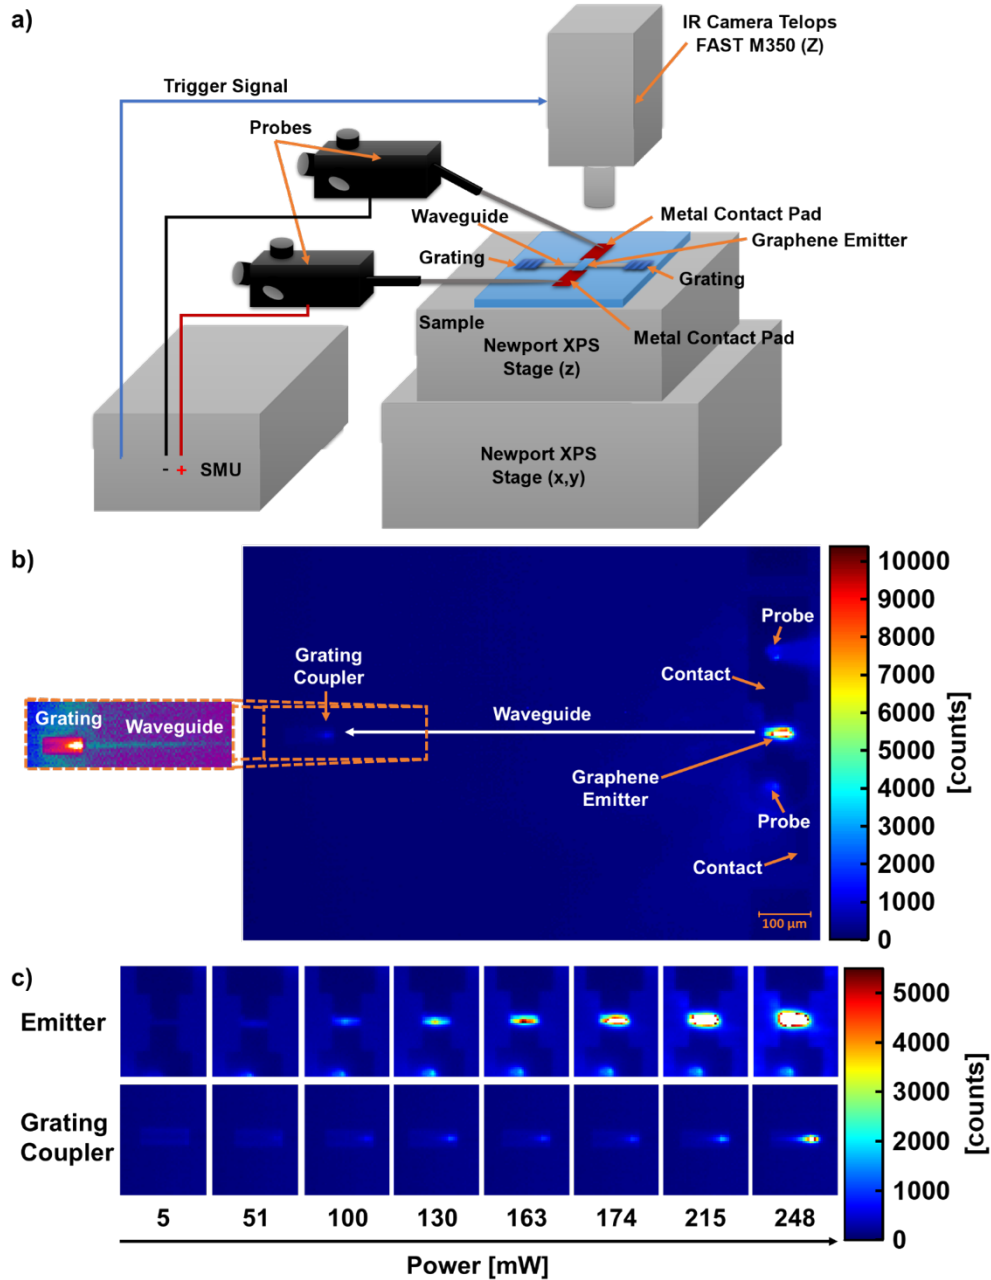 a)
IR Camera Telops
FAST M350 (Z)
Trigger Signal
Probes
Waveguide
Metal Contact Pad
Graphene Emitter
Grating
Grating
Sample
Metal Contact Pad
Newport XPS
Stage (z)
Newport XPS
Stage (x,y)
- + SMU
b)
Grating
Coupler
Grating
Waveguide
Waveguide
Graphene
Emitter
Probe
Contact
Probe
Contact
100 µm
10000
9000
8000
7000
6000
5000
4000
3000
2000
1000
0
[counts]
c)
Emitter
Grating
Coupler
5 51 100 130 163 174 215 248
Power [mW]
5000
4000
3000
2000
1000
0
[counts]